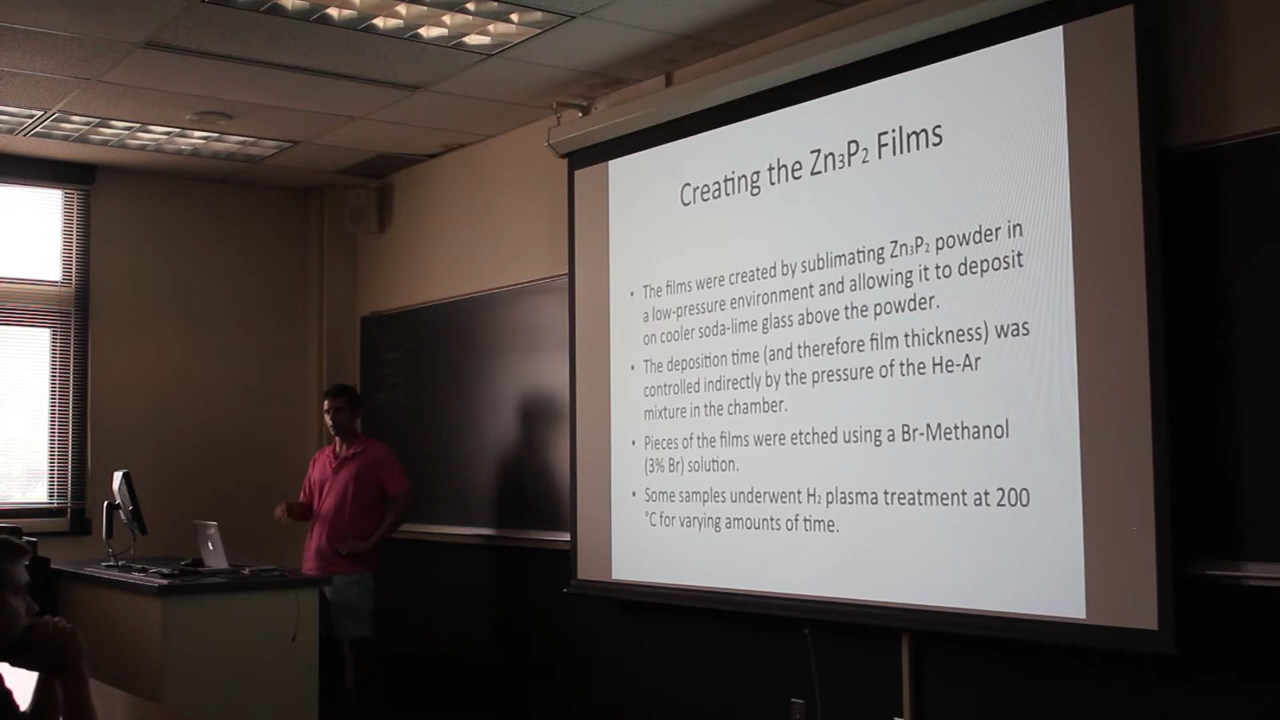 Creating the Zn₃P₂ Films
• The films were created by sublimating Zn₃P₂ powder in
a low-pressure environment and allowing it to deposit
on cooler soda-lime glass above the powder.
• The deposition time (and therefore film thickness) was
controlled indirectly by the pressure of the He-Ar
mixture in the chamber.
• Pieces of the films were etched using a Br-Methanol
(3% Br) solution.
• Some samples underwent H₂ plasma treatment at 200
°C for varying amounts of time.